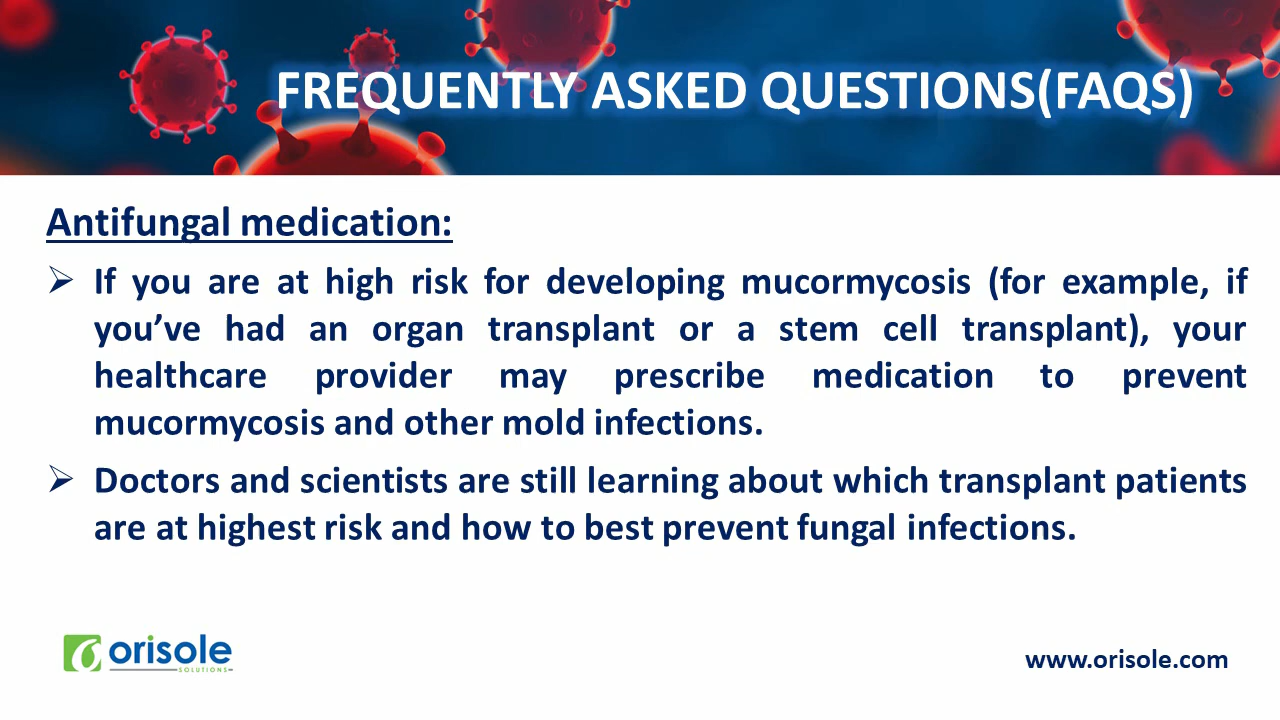 FREQUENTLY ASKED QUESTIONS(FAQS)
Antifungal medication:
➢ If you are at high risk for developing mucormycosis (for example, if
you’ve had an organ transplant or a stem cell transplant), your
healthcare provider may prescribe medication to prevent
mucormycosis and other mold infections.
➢ Doctors and scientists are still learning about which transplant patients
are at highest risk and how to best prevent fungal infections.
orisole
SOLUTIONS
www.orisole.com